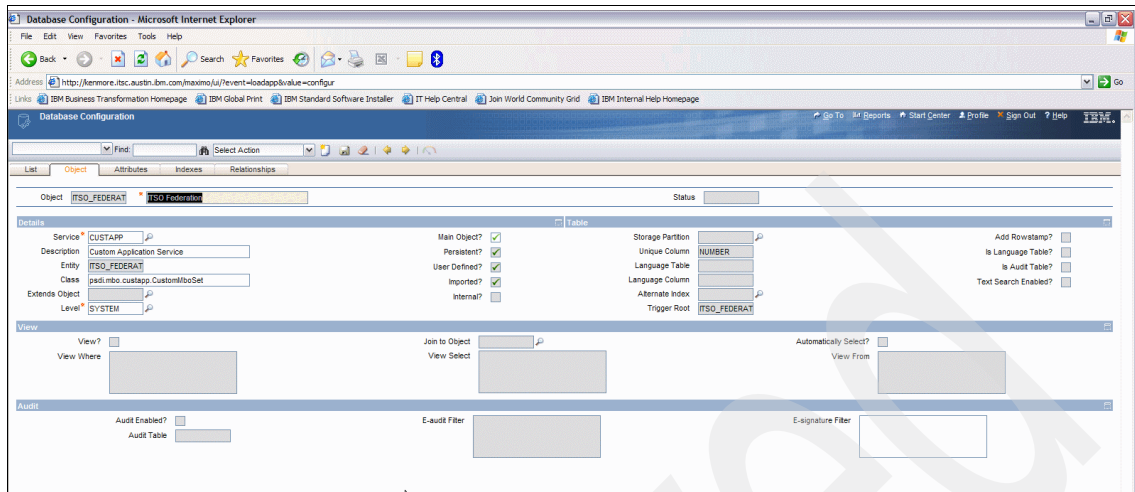 Database Configuration - Microsoft Internet Explorer
File Edit View Favorites Tools Help
Back Search Favorites
Address http://kenmore.itsc.austin.ibm.com/maximo/ui/?event=loadapp&value=configur Go
Links IBM Business Transformation Homepage IBM Global Print IBM Standard Software Installer IT Help Central Join World Community Grid IBM Internal Help Homepage
Database Configuration Go To Reports Start Center Profile Sign Out ? Help IBM.
Find: Select Action
List Object Attributes Indexes Relationships
Object ITSO_FEDERAT * ITSO Federation Status
Details Table
Service * CUSTAPP Main Object? Storage Partition Add Rowstamp?
Description Custom Application Service Persistent? Unique Column NUMBER Is Language Table?
Entity ITSO_FEDERAT User Defined? Language Table Is Audit Table?
Class psdi.mbo.custapp.CustomMboSet Imported? Language Column Text Search Enabled?
Extends Object Internal? Alternate Index
Level * SYSTEM Trigger Root ITSO_FEDERAT
View
View? Join to Object Automatically Select?
View Where View Select View From
Audit
Audit Enabled? E-audit Filter E-signature Filter
Audit Table